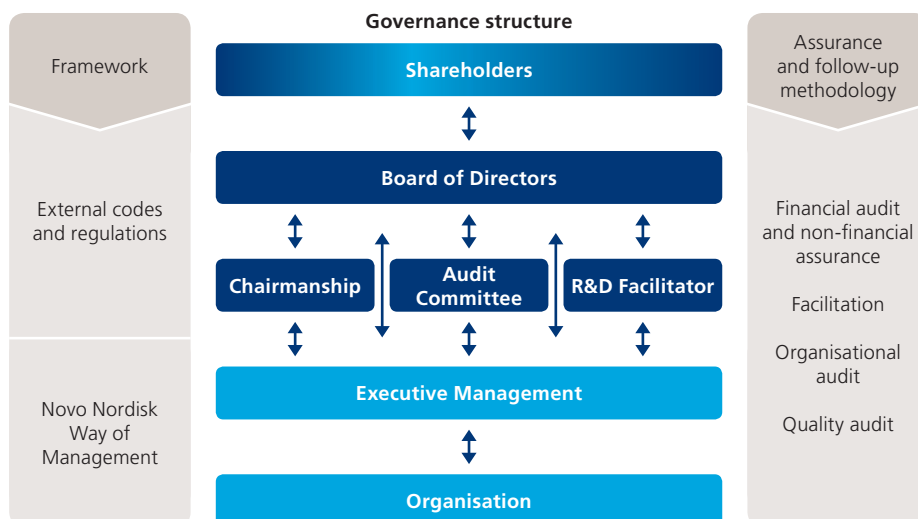 Governance structure
Framework
External codes
and regulations
Novo Nordisk
Way of
Management
Shareholders
Board of Directors
Chairmanship
Audit
Committee
R&D Facilitator
Executive Management
Organisation
Assurance
and follow-up
methodology
Financial audit
and non-financial
assurance
Facilitation
Organisational
audit
Quality audit